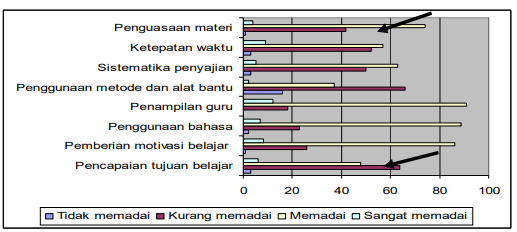 Penguasaan materi
Ketepatan waktu
Sistematika penyajian
Penggunaan metode dan alat bantu
Penampilan guru
Penggunaan bahasa
Pemberian motivasi belajar
Pencapaian tujuan belajar
0 20 40 60 80 100
Tidak memadai Kurang memadai Memadai Sangat memadai